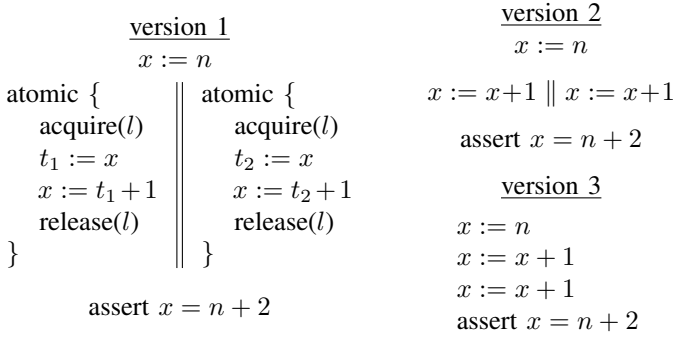 version 1
x := n
atomic {
acquire(l)
t₁ := x
x := t₁ + 1
release(l)
}
atomic {
acquire(l)
t₂ := x
x := t₂ + 1
release(l)
}
assert x = n + 2
version 2
x := n
x := x+1 ∥ x := x+1
assert x = n + 2
version 3
x := n
x := x + 1
x := x + 1
assert x = n + 2